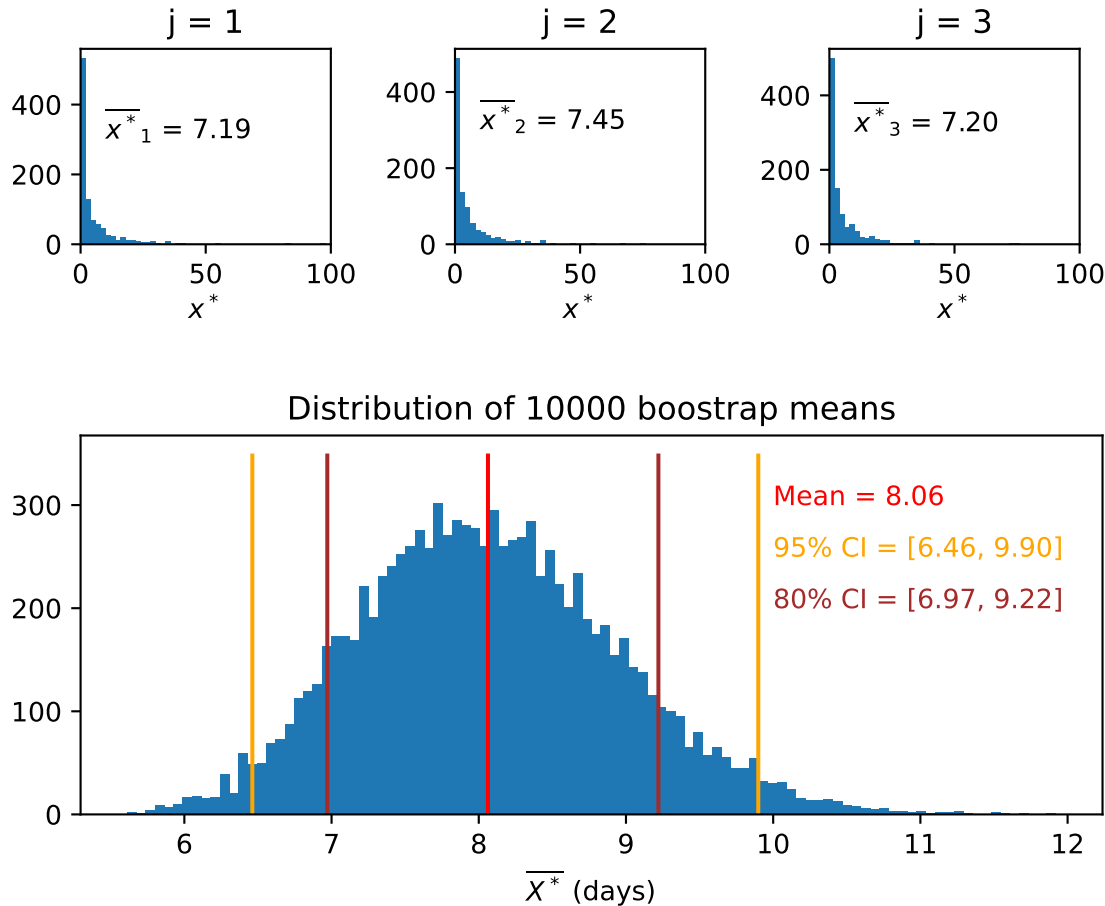 j = 1
j = 2
j = 3
400
200
0
400
200
0
400
200
0
x̅*̅₁ = 7.19
x̅*̅₂ = 7.45
x̅*̅₃ = 7.20
0 50 100
0 50 100
0 50 100
x*
x*
x*
Distribution of 10000 boostrap means
300
200
100
0
Mean = 8.06
95% CI = [6.46, 9.90]
80% CI = [6.97, 9.22]
6 7 8 9 10 11 12
X̅*̅ (days)